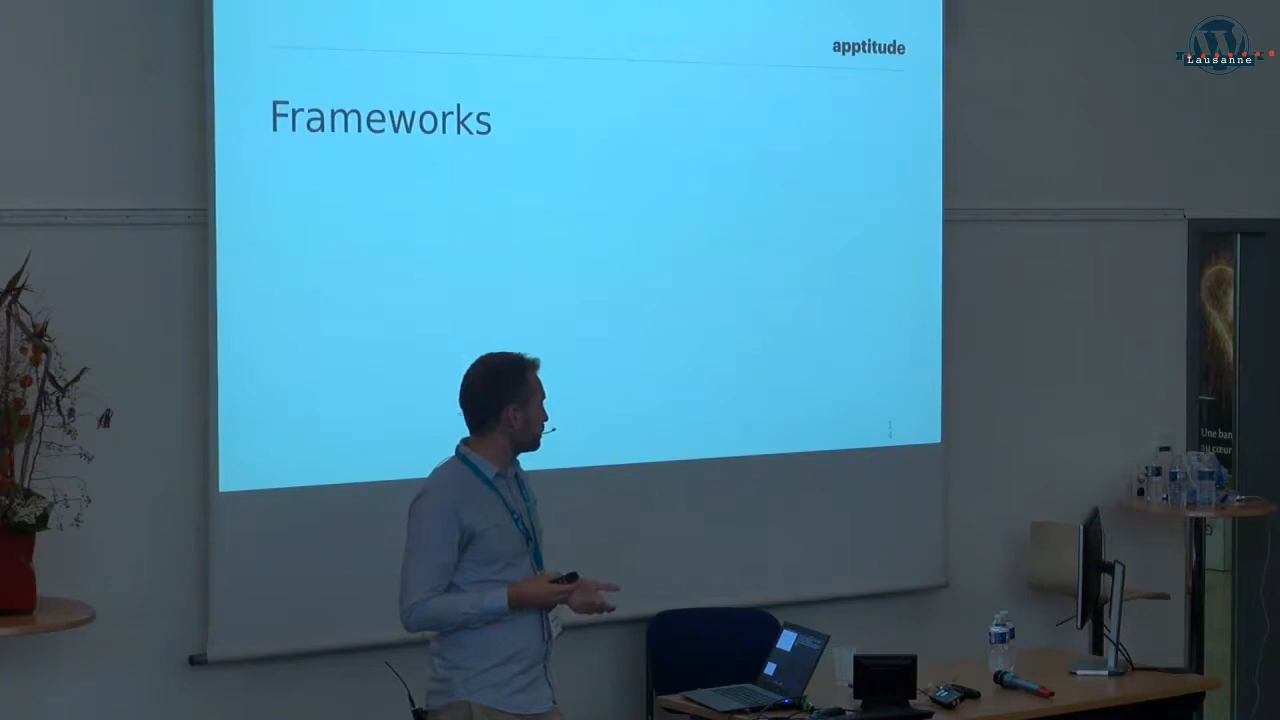 apptitude
Lausanne
Frameworks
Une ban
au cœur